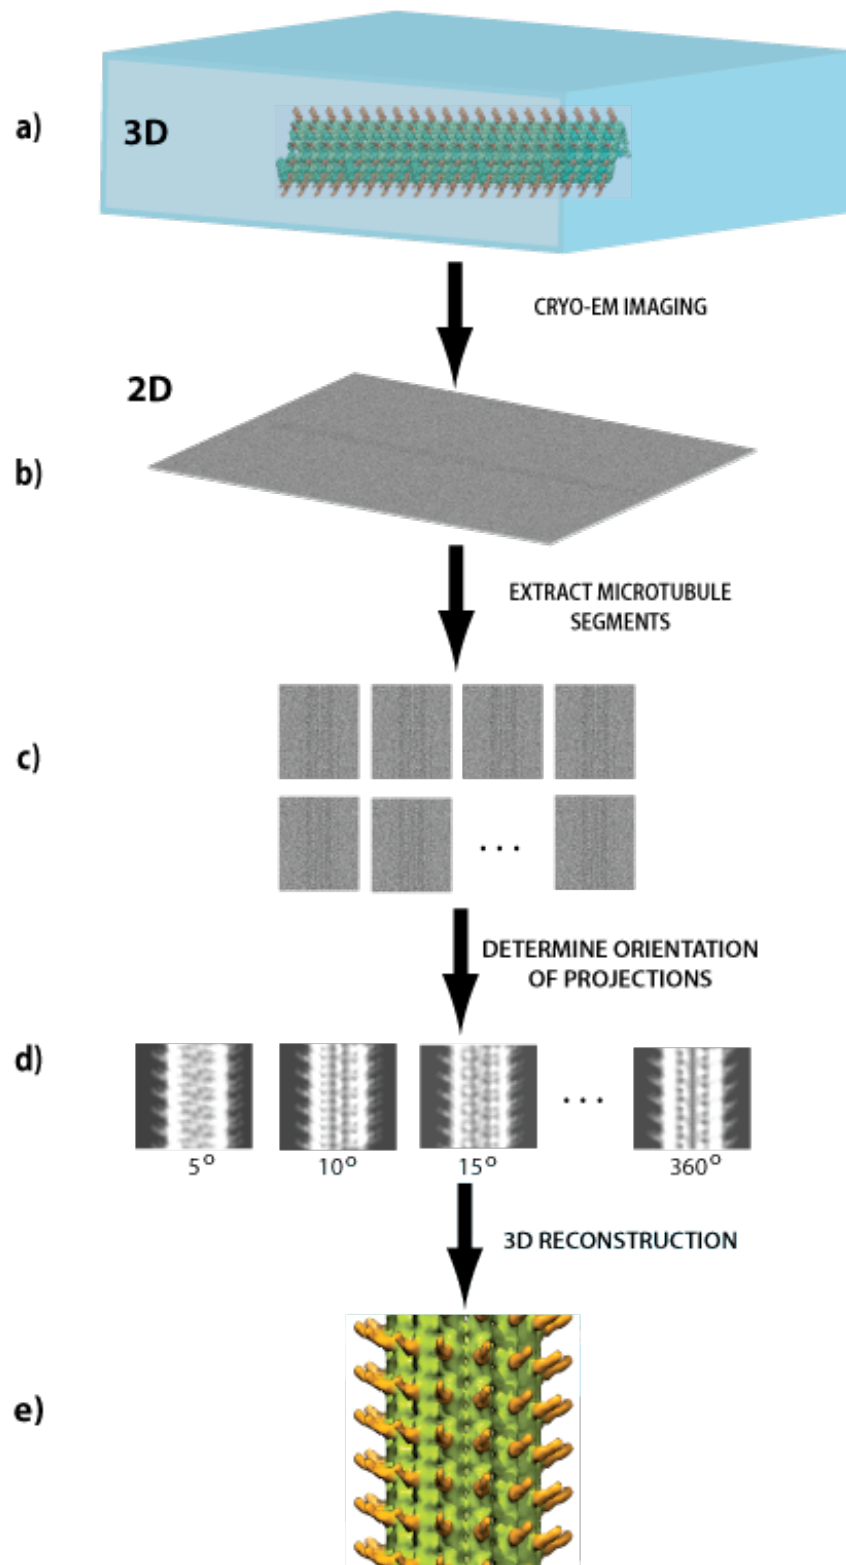 a)
3D
CRYO-EM IMAGING
2D
b)
EXTRACT MICROTUBULE
SEGMENTS
c)
...
DETERMINE ORIENTATION
OF PROJECTIONS
d)
...
5° 10° 15° 360°
3D RECONSTRUCTION
e)